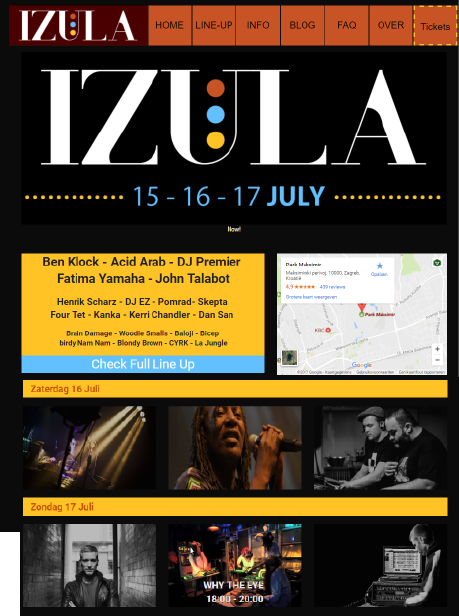 IZULA HOME LINE-UP INFO BLOG FAQ OVER Tickets
IZULA
15 - 16 - 17 JULY
Now!
Ben Klock - Acid Arab - DJ Premier
Fatima Yamaha - John Talabot
Henrik Scharz - DJ EZ - Pomrad- Skepta
Four Tet - Kanka - Kerri Chandler - Dan San
Brain Damage - Woodie Smalls - Baloji - Bicep
birdyNam Nam - Blondy Brown - CYRK - La Jungle
Check Full Line Up
Park Maksimir
Maksimirski perivoj, 10000, Zagreb,
Kroatië
Opslaan
4,9 ★★★★★ 439 reviews
Grotere kaart weergeven
Park Maksimir
KBC
+
−
Google
Zaterdag 16 Juli
Zondag 17 Juli
WHY THE EYE
18:00 - 20:00